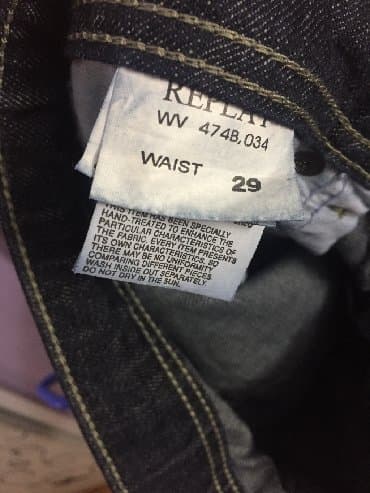 REPLAY
WV 474B.034
WAIST
29
THIS ITEM HAS BEEN SPECIALLY
HAND-TREATED TO ENHANCE THE
PARTICULAR CHARACTERISTICS OF
THE FABRIC. EVERY ITEM PRESENTS
ITS OWN CHARACTERISTICS, SO
THERE MAY BE NO UNIFORMITY
COMPARING DIFFERENT PIECES
WASH INSIDE OUT SEPARATELY.
DO NOT DRY IN THE SUN.